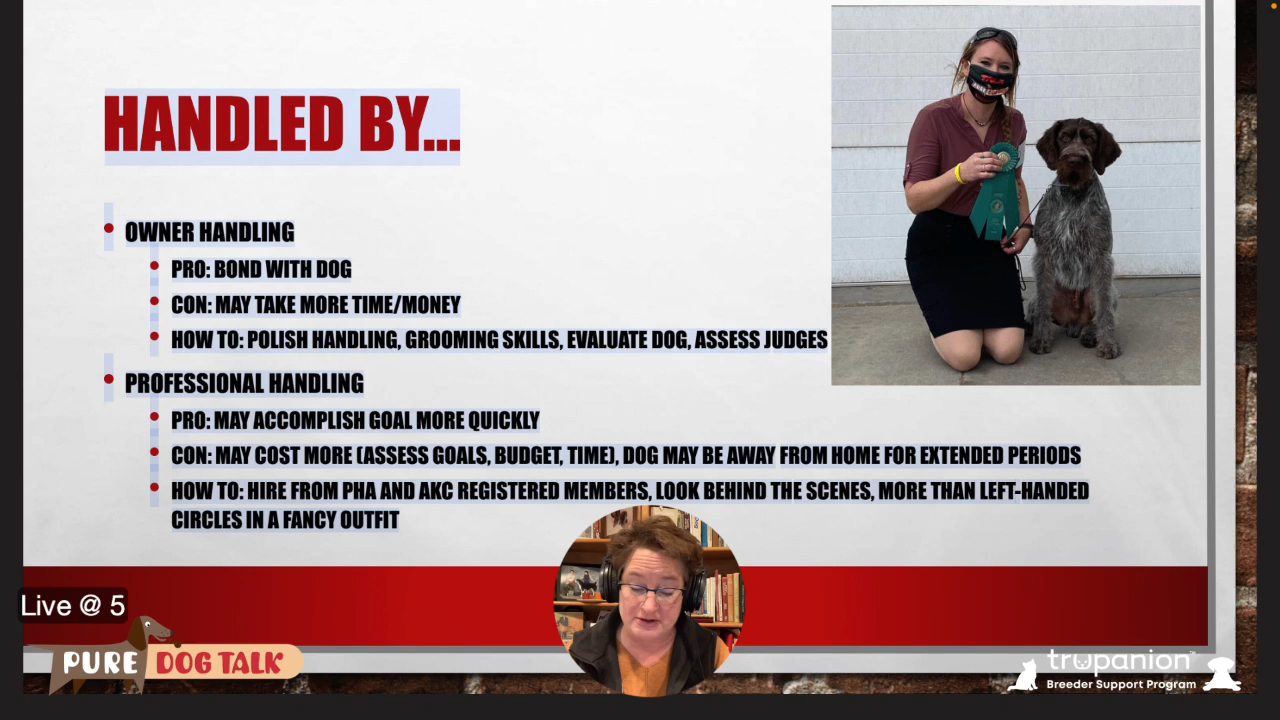 HANDLED BY...
OWNER HANDLING
PRO: BOND WITH DOG
CON: MAY TAKE MORE TIME/MONEY
HOW TO: POLISH HANDLING, GROOMING SKILLS, EVALUATE DOG, ASSESS JUDGES
PROFESSIONAL HANDLING
PRO: MAY ACCOMPLISH GOAL MORE QUICKLY
CON: MAY COST MORE (ASSESS GOALS, BUDGET, TIME), DOG MAY BE AWAY FROM HOME FOR EXTENDED PERIODS
HOW TO: HIRE FROM PHA AND AKC REGISTERED MEMBERS, LOOK BEHIND THE SCENES, MORE THAN LEFT-HANDED
CIRCLES IN A FANCY OUTFIT
Live @ 5
PURE DOG TALK
trupanion™
Breeder Support Program